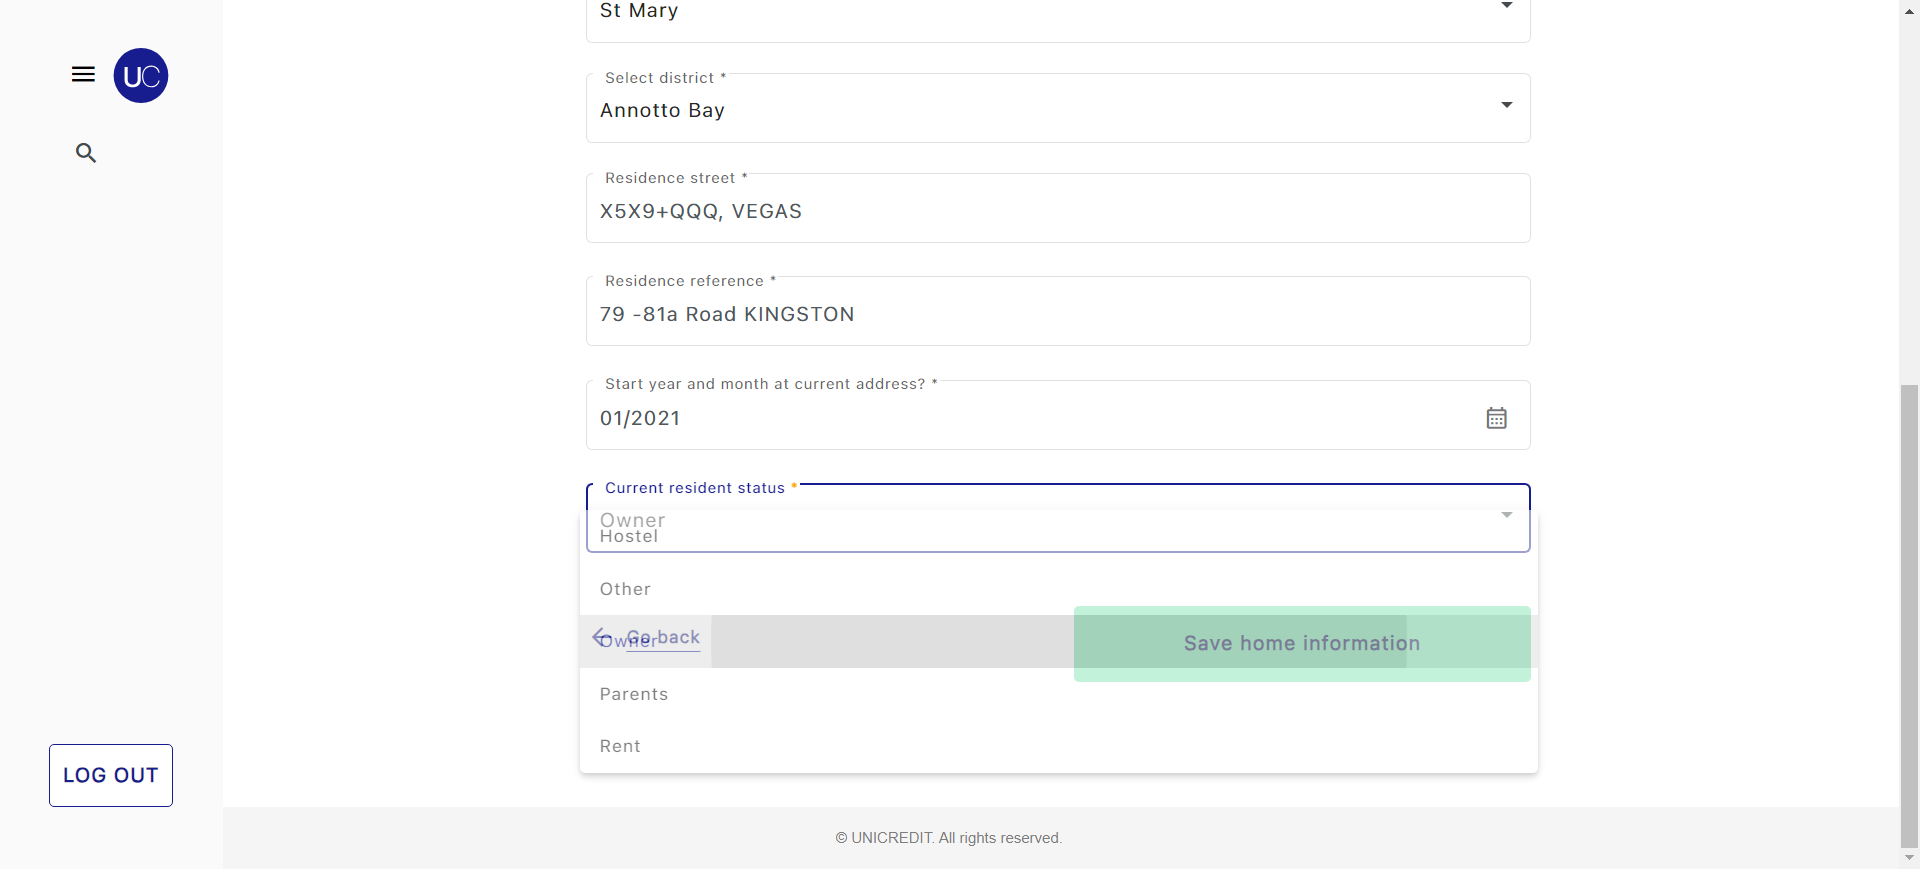 St Mary
UC
Select district *
Annotto Bay
Residence street *
X5X9+QQQ, VEGAS
Residence reference *
79 -81a Road KINGSTON
Start year and month at current address? *
01/2021
Current resident status *
Owner
Hostel
Other
Owner
Go back
Save home information
Parents
Rent
LOG OUT
© UNICREDIT. All rights reserved.